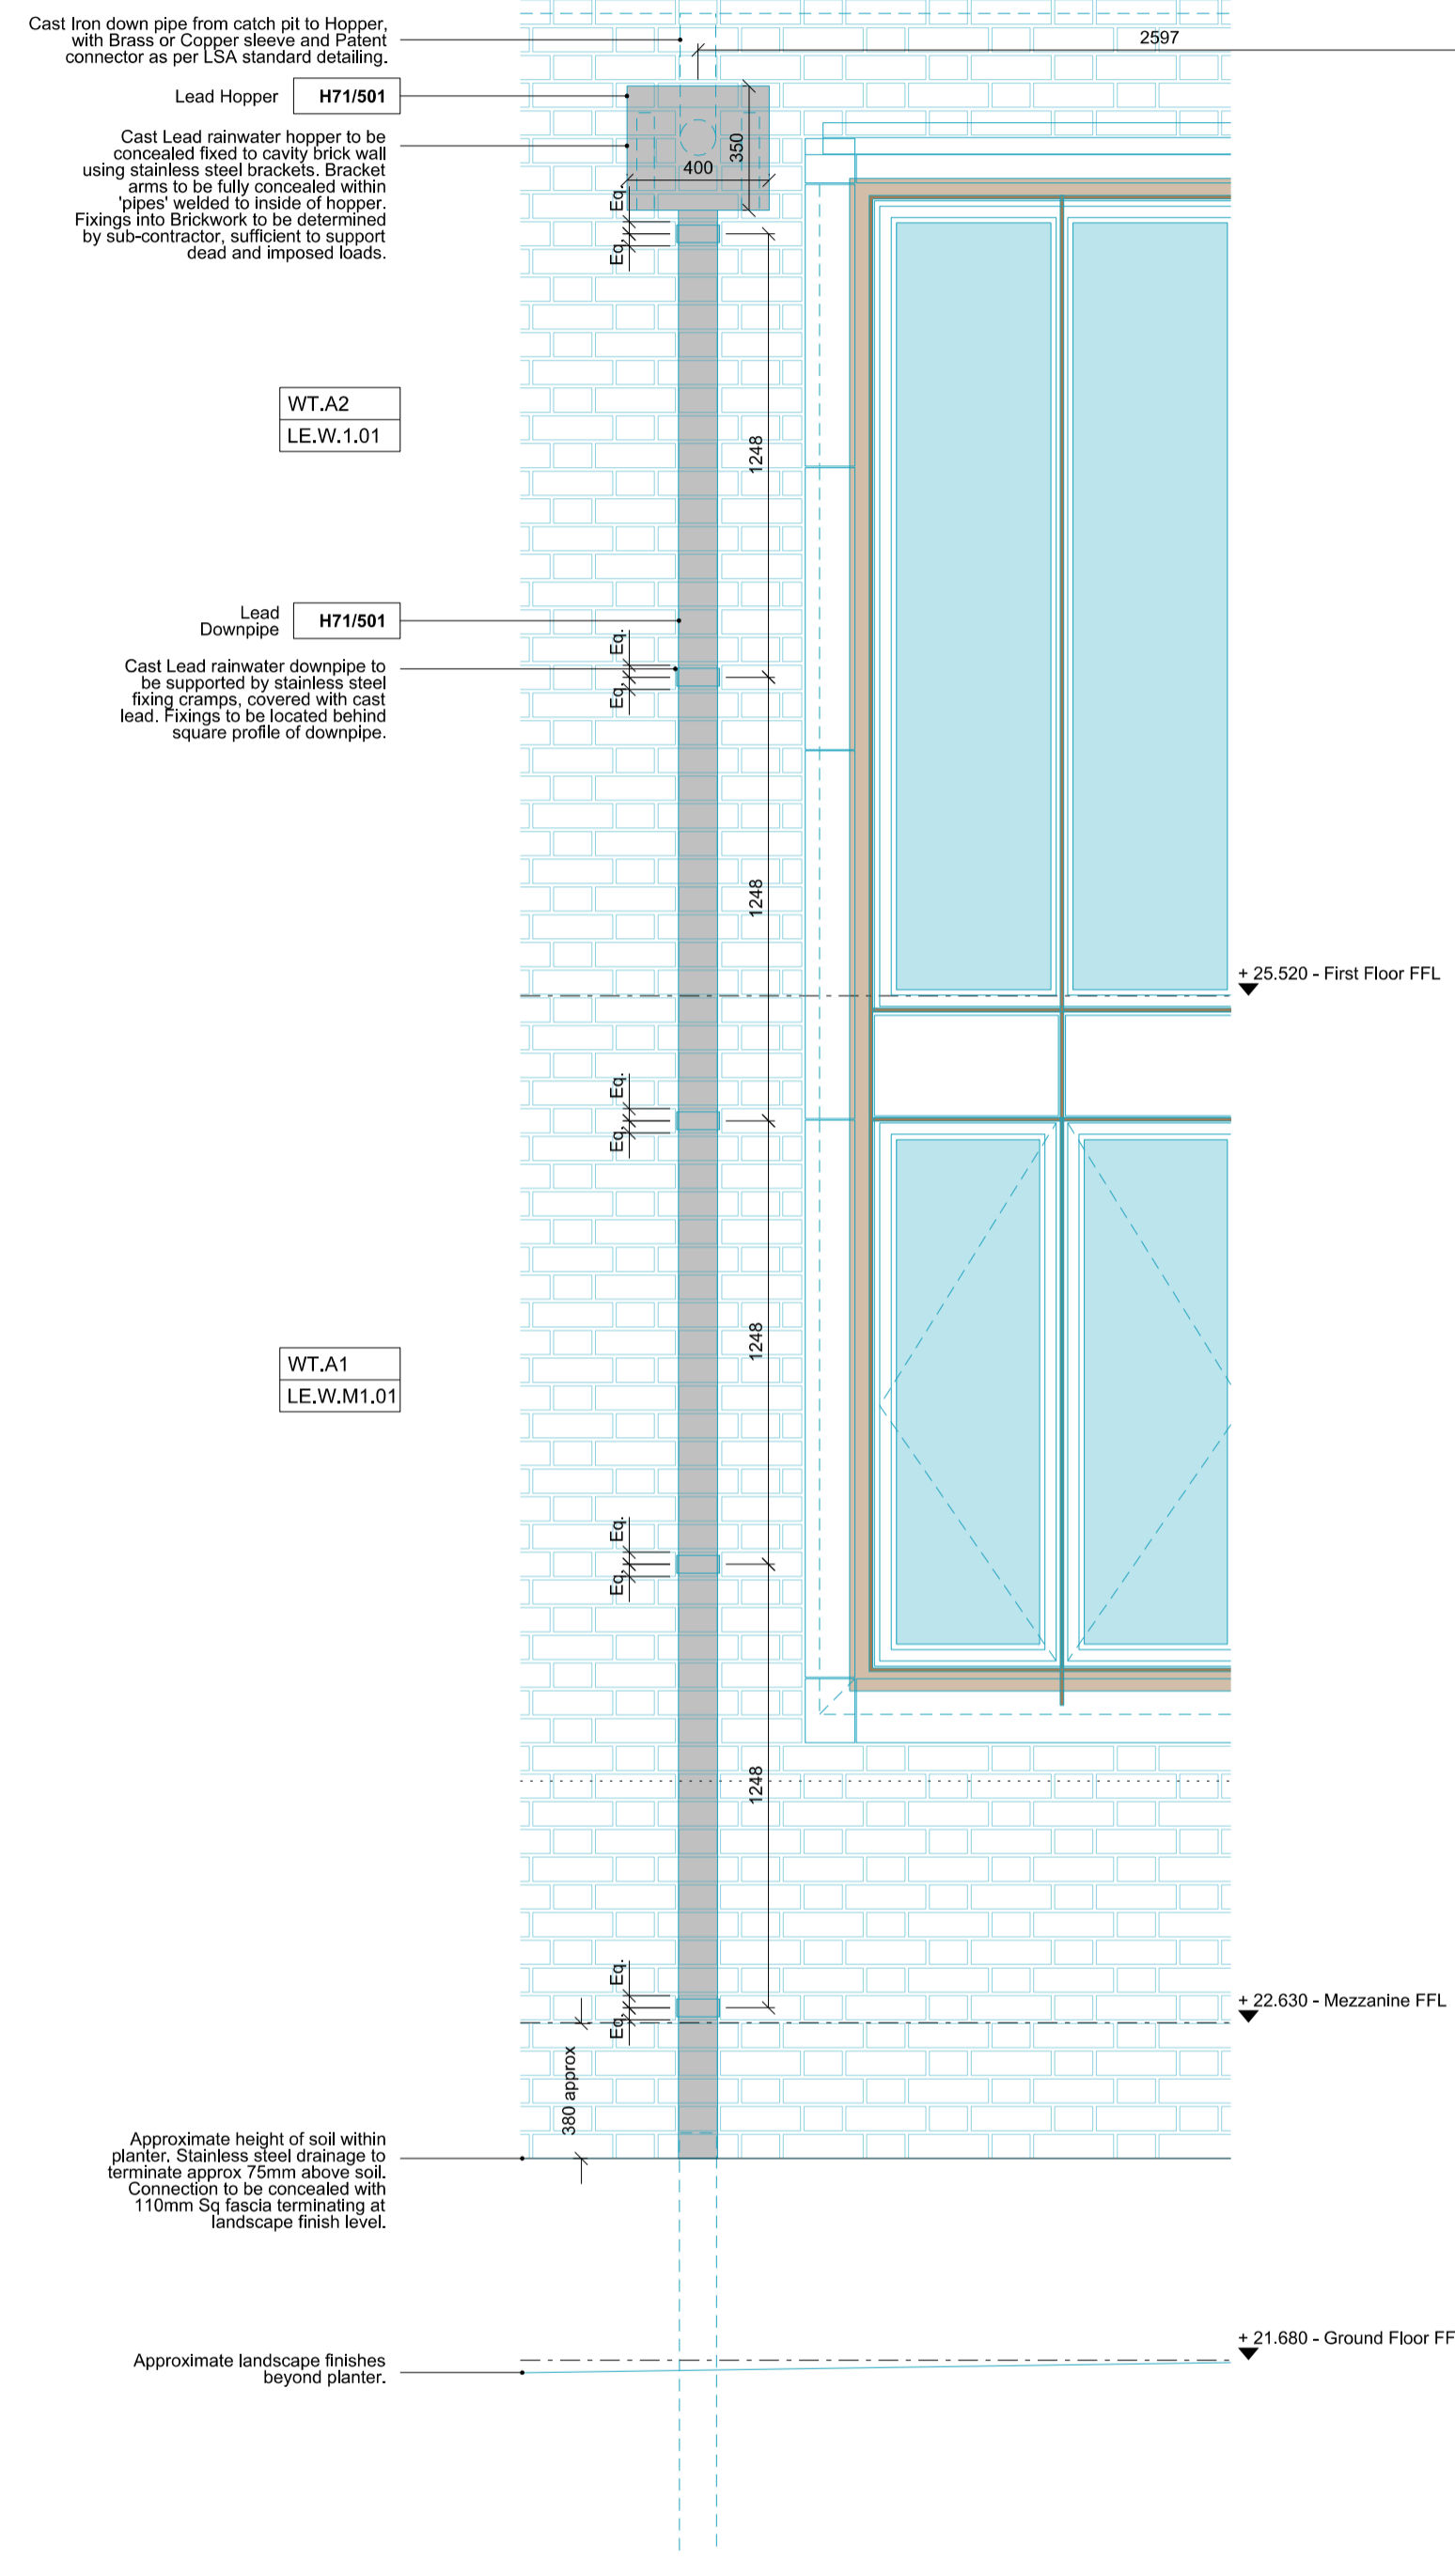 Cast Iron down pipe from catch pit to Hopper,
with Brass or Copper sleeve and Patent
connector as per LSA standard detailing.
2597
Lead Hopper H71/501
Cast Lead rainwater hopper to be
concealed fixed to cavity brick wall
using stainless steel brackets. Bracket
arms to be fully concealed within
'pipes' welded to inside of hopper.
Fixings into Brickwork to be determined
by sub-contractor, sufficient to support
dead and imposed loads.
350
400
Eq.
Eq.
WT.A2
LE.W.1.01
1248
Lead
Downpipe
H71/501
Cast Lead rainwater downpipe to
be supported by stainless steel
fixing cramps, covered with cast
lead. Fixings to be located behind
square profile of downpipe.
Eq.
Eq.
1248
+ 25.520 - First Floor FFL
Eq.
Eq.
1248
WT.A1
LE.W.M1.01
Eq.
Eq.
1248
Eq.
Eq.
+ 22.630 - Mezzanine FFL
380 approx
Approximate height of soil within
planter. Stainless steel drainage to
terminate approx 75mm above soil.
Connection to be concealed with
110mm Sq fascia terminating at
landscape finish level.
+ 21.680 - Ground Floor FF
Approximate landscape finishes
beyond planter.